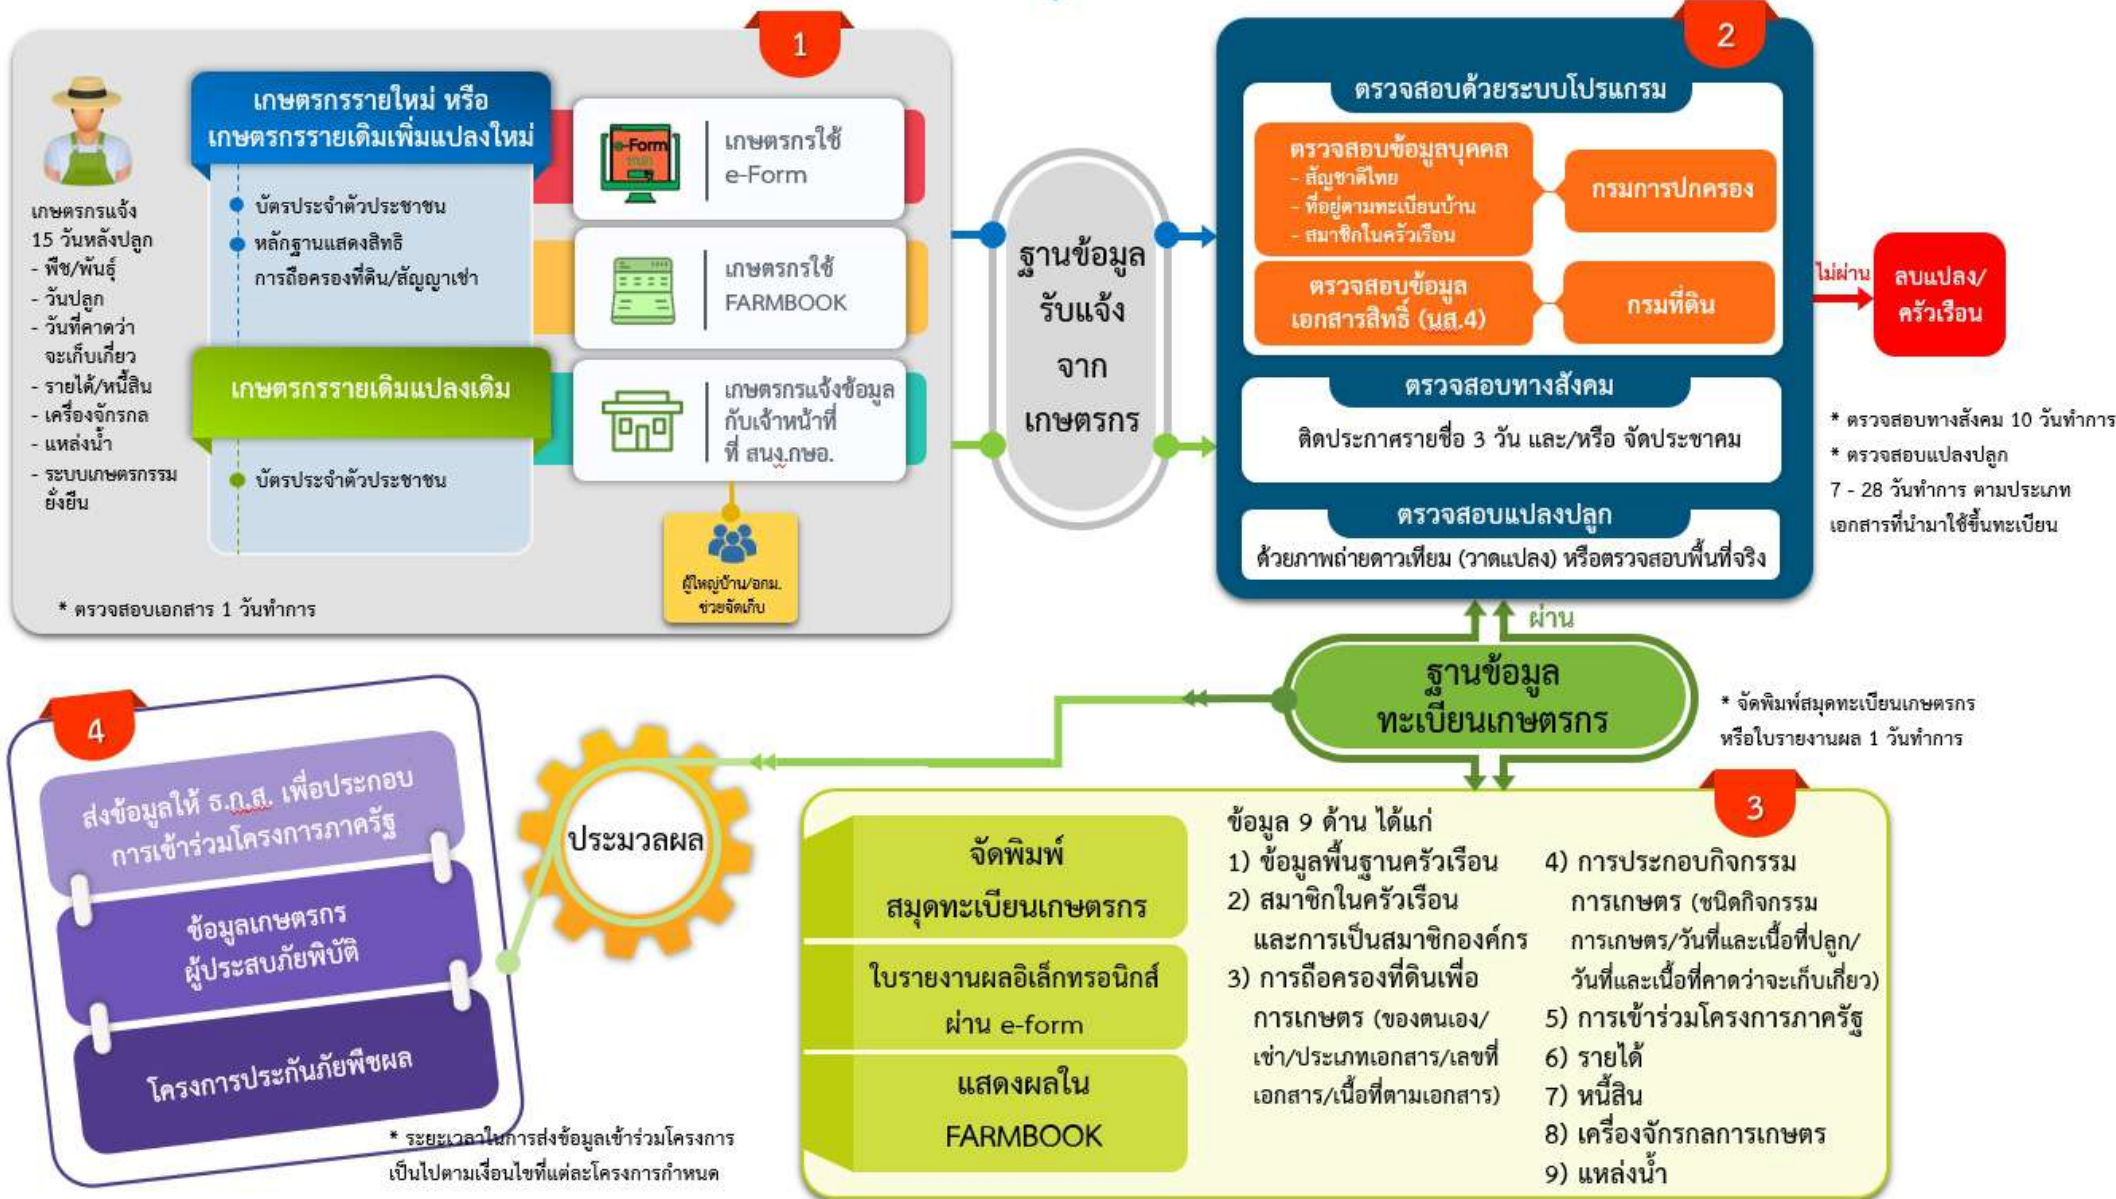 1
เกษตรกรแจ้ง
15 วันหลังปลูก
- พืช/พันธุ์
- วันปลูก
- วันที่คาดว่า
จะเก็บเกี่ยว
- รายได้/หนี้สิน
- เครื่องจักรกล
- แหล่งน้ำ
- ระบบเกษตรกรรม
ยั่งยืน
เกษตรกรรายใหม่ หรือ
เกษตรกรรายเดิมเพิ่มแปลงใหม่
บัตรประจำตัวประชาชน
หลักฐานแสดงสิทธิ
การถือครองที่ดิน/สัญญาเช่า
เกษตรกรรายเดิมแปลงเดิม
บัตรประจำตัวประชาชน
e-Form
เกษตรกรใช้
e-Form
เกษตรกรใช้
FARMBOOK
เกษตรกรแจ้งข้อมูล
กับเจ้าหน้าที่
ที่ สนง.กษอ.
ผู้ใหญ่บ้าน/อกม.
ช่วยจัดเก็บ
* ตรวจสอบเอกสาร 1 วันทำการ
ฐานข้อมูล
รับแจ้ง
จาก
เกษตรกร
2
ตรวจสอบด้วยระบบโปรแกรม
ตรวจสอบข้อมูลบุคคล
- สัญชาติไทย
- ที่อยู่ตามทะเบียนบ้าน
- สมาชิกในครัวเรือน
กรมการปกครอง
ตรวจสอบข้อมูล
เอกสารสิทธิ์ (นส.4)
กรมที่ดิน
ตรวจสอบทางสังคม
ติดประกาศรายชื่อ 3 วัน และ/หรือ จัดประชาคม
ตรวจสอบแปลงปลูก
ด้วยภาพถ่ายดาวเทียม (วาดแปลง) หรือตรวจสอบพื้นที่จริง
ไม่ผ่าน
ลบแปลง/
ครัวเรือน
* ตรวจสอบทางสังคม 10 วันทำการ
* ตรวจสอบแปลงปลูก
7 - 28 วันทำการ ตามประเภท
เอกสารที่นำมาใช้ขึ้นทะเบียน
ผ่าน
ฐานข้อมูล
ทะเบียนเกษตรกร
* จัดพิมพ์สมุดทะเบียนเกษตรกร
หรือใบรายงานผล 1 วันทำการ
3
จัดพิมพ์
สมุดทะเบียนเกษตรกร
ใบรายงานผลอิเล็กทรอนิกส์
ผ่าน e-form
แสดงผลใน
FARMBOOK
ข้อมูล 9 ด้าน ได้แก่
1) ข้อมูลพื้นฐานครัวเรือน
2) สมาชิกในครัวเรือน
และการเป็นสมาชิกองค์กร
3) การถือครองที่ดินเพื่อ
การเกษตร (ของตนเอง/
เช่า/ประเภทเอกสาร/เลขที่
เอกสาร/เนื้อที่ตามเอกสาร)
4) การประกอบกิจกรรม
การเกษตร (ชนิดกิจกรรม
การเกษตร/วันที่และเนื้อที่ปลูก/
วันที่และเนื้อที่คาดว่าจะเก็บเกี่ยว)
5) การเข้าร่วมโครงการภาครัฐ
6) รายได้
7) หนี้สิน
8) เครื่องจักรกลการเกษตร
9) แหล่งน้ำ
ประมวลผล
4
ส่งข้อมูลให้ ธ.ก.ส. เพื่อประกอบ
การเข้าร่วมโครงการภาครัฐ
ข้อมูลเกษตรกร
ผู้ประสบภัยพิบัติ
โครงการประกันภัยพืชผล
* ระยะเวลาในการส่งข้อมูลเข้าร่วมโครงการ
เป็นไปตามเงื่อนไขที่แต่ละโครงการกำหนด